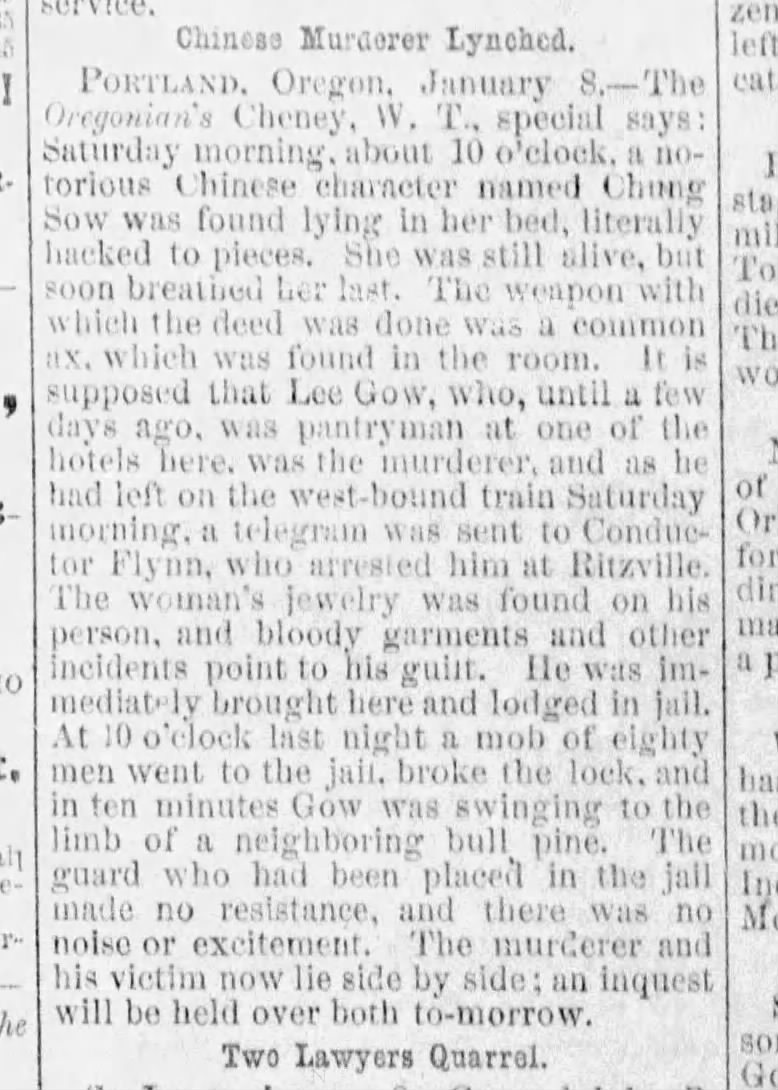 service.
Chinese Murderer Lynched.
PORTLAND, Oregon, January 8.—The
Oregonian's Cheney, W. T., special says:
Saturday morning, about 10 o'clock, a no-
torious Chinese character named Chung
Sow was found lying in her bed, literally
hacked to pieces. She was still alive, but
soon breathed her last. The weapon with
which the deed was done was a common
ax, which was found in the room. It is
supposed that Lee Gow, who, until a few
days ago, was pantryman at one of the
hotels here, was the murderer, and as he
had left on the west-bound train Saturday
morning, a telegram was sent to Conduc-
tor Flynn, who arrested him at Ritzville.
The woman's jewelry was found on his
person, and bloody garments and other
incidents point to his guilt. He was im-
mediately brought here and lodged in jail.
At 10 o'clock last night a mob of eighty
men went to the jail, broke the lock, and
in ten minutes Gow was swinging to the
limb of a neighboring bull pine. The
guard who had been placed in the jail
made no resistance, and there was no
noise or excitement. The murderer and
his victim now lie side by side; an inquest
will be held over both to-morrow.
Two Lawyers Quarrel.